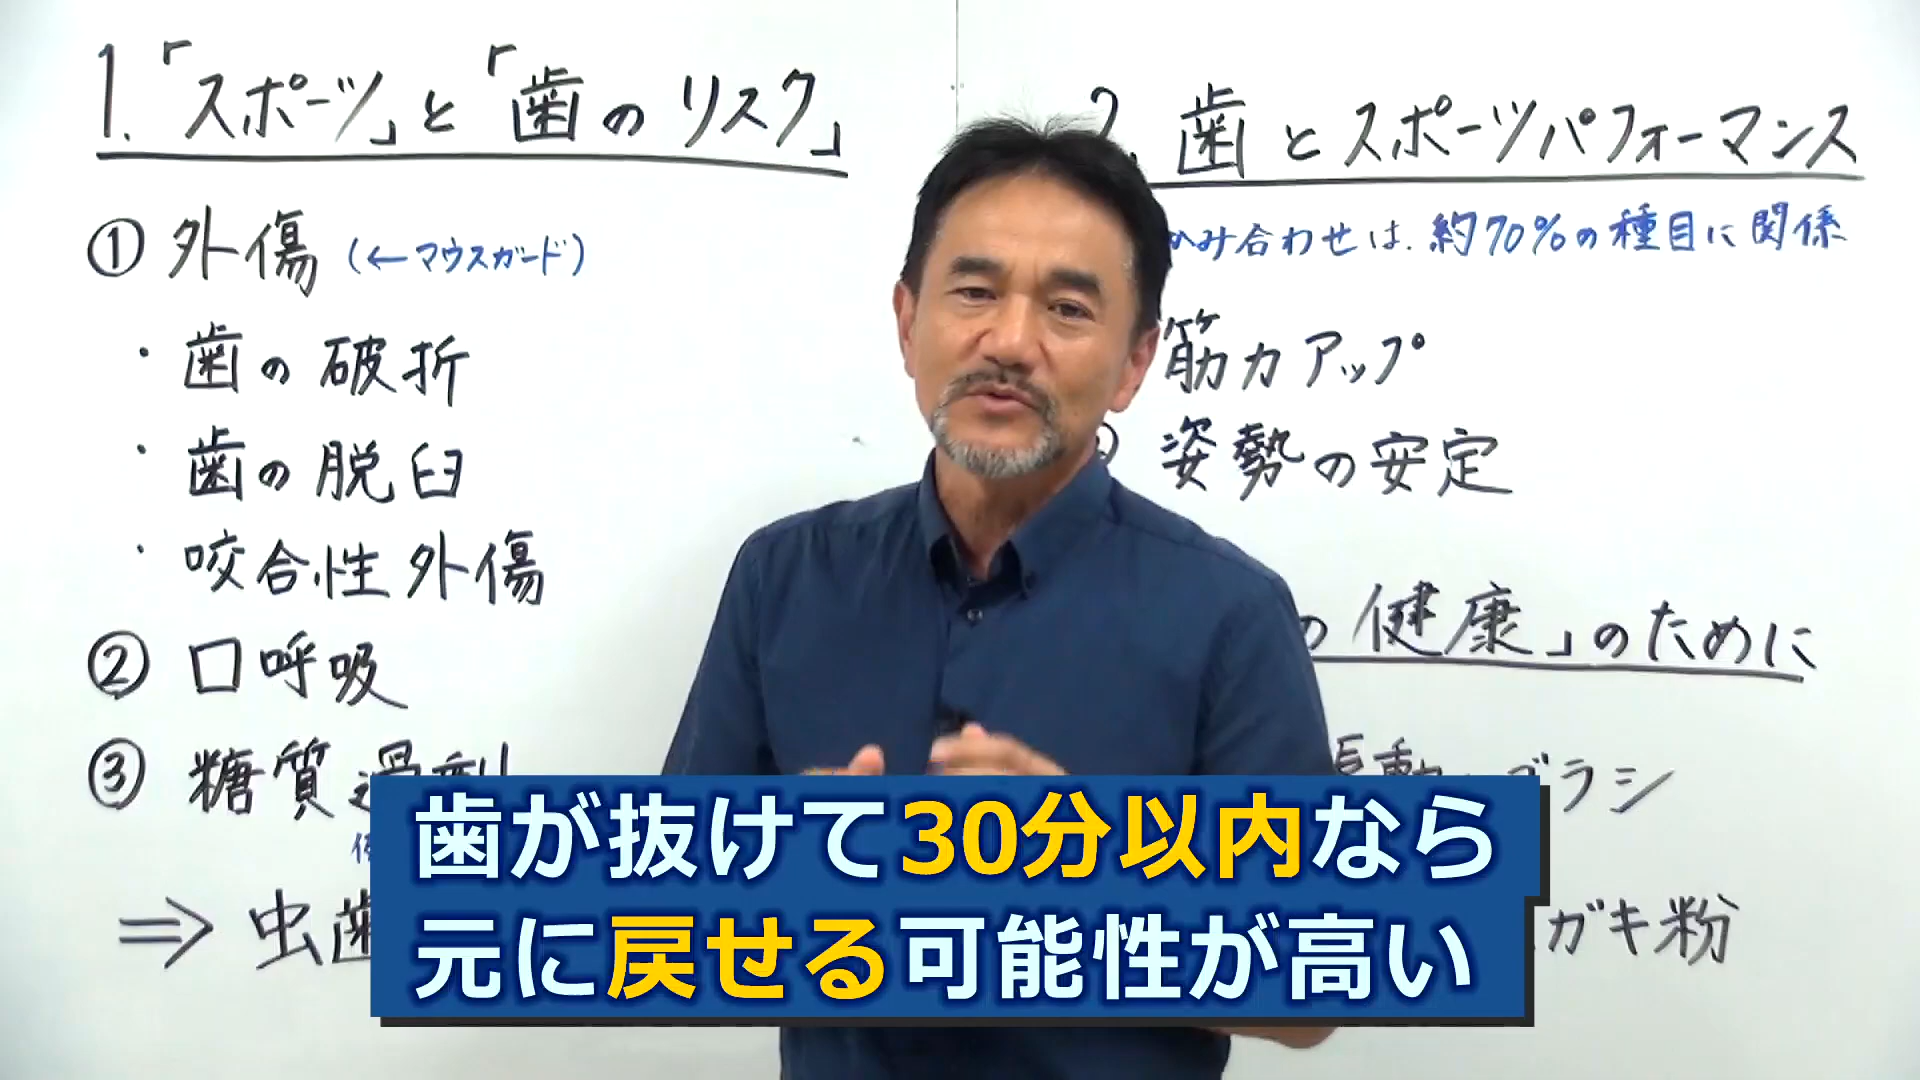 1.「スポーツ」と「歯のリスク」
① 外傷 (←マウスガード)
・歯の破折
・歯の脱臼
・咬合性外傷
② 口呼吸
③ 糖質過剰
⇒ 虫歯
2. 歯とスポーツパフォーマンス
かみ合わせは、約70%の種目に関係
筋力アップ
② 姿勢の安定
の健康」のために
ブラシ
ガキ粉
歯が抜けて30分以内なら
元に戻せる可能性が高い